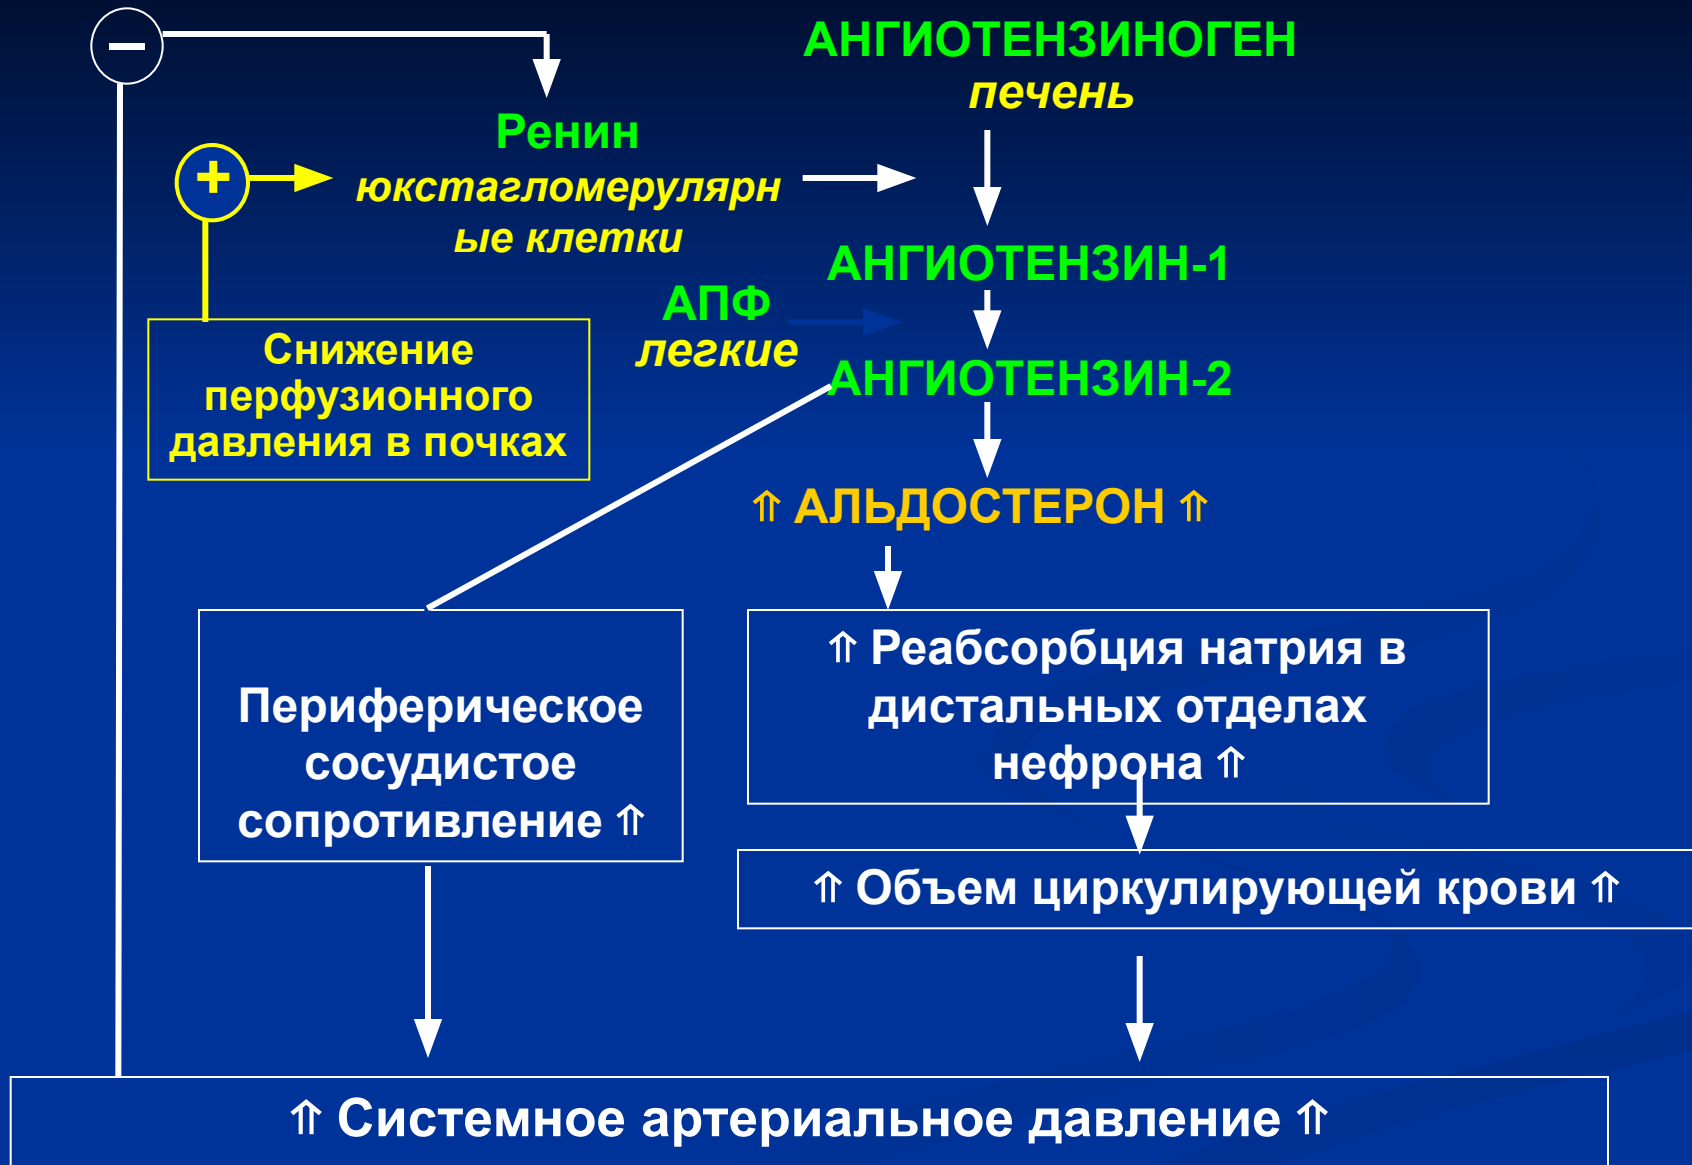 –
АНГИОТЕНЗИНОГЕН
печень
Ренин
юкстагломерулярн
ые клетки
+
АНГИОТЕНЗИН-1
АПФ
легкие
Снижение
перфузионного
давления в почках
АНГИОТЕНЗИН-2
⇑ АЛЬДОСТЕРОН ⇑
Периферическое
сосудистое
сопротивление ⇑
⇑ Реабсорбция натрия в
дистальных отделах
нефрона ⇑
⇑ Объем циркулирующей крови ⇑
⇑ Системное артериальное давление ⇑